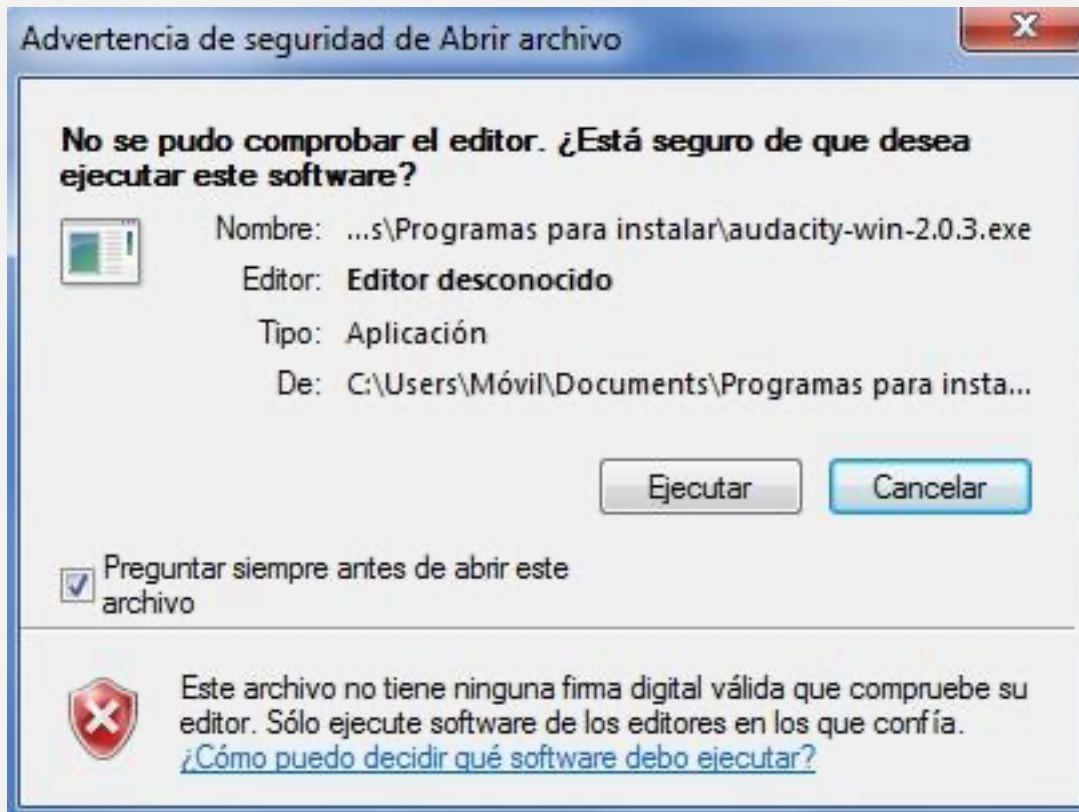 Advertencia de seguridad de Abrir archivo
No se pudo comprobar el editor. ¿Está seguro de que desea
ejecutar este software?
Nombre: ...s\Programas para instalar\audacity-win-2.0.3.exe
Editor: Editor desconocido
Tipo: Aplicación
De: C:\Users\Móvil\Documents\Programas para insta...
Ejecutar Cancelar
Preguntar siempre antes de abrir este
archivo
Este archivo no tiene ninguna firma digital válida que compruebe su
editor. Sólo ejecute software de los editores en los que confía.
¿Cómo puedo decidir qué software debo ejecutar?